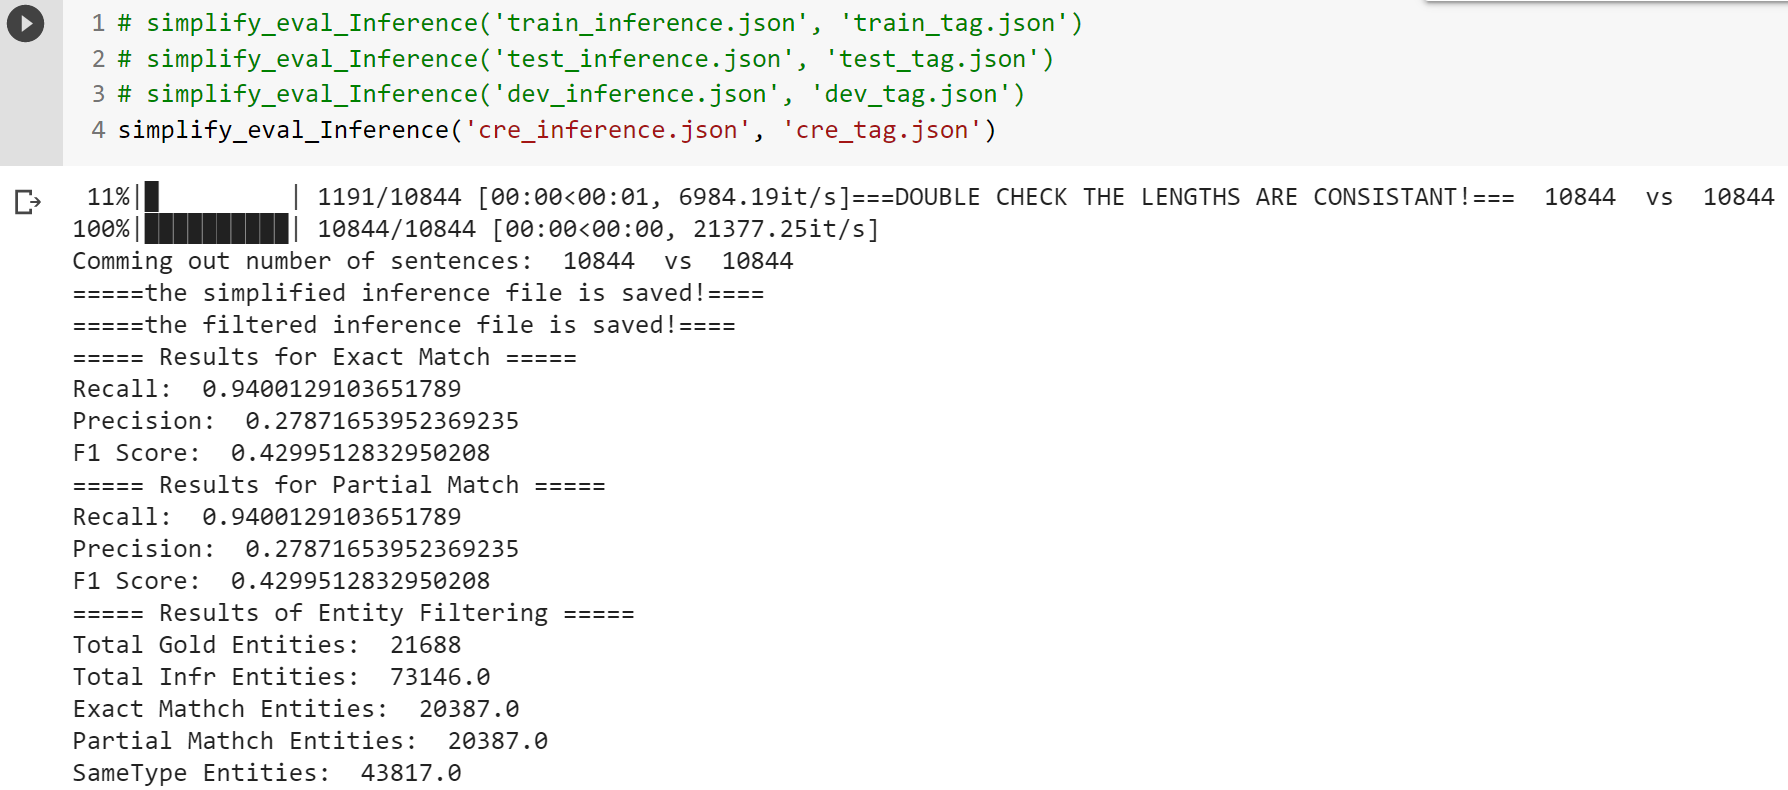 1 # simplify_eval_Inference('train_inference.json', 'train_tag.json')
2 # simplify_eval_Inference('test_inference.json', 'test_tag.json')
3 # simplify_eval_Inference('dev_inference.json', 'dev_tag.json')
4 simplify_eval_Inference('cre_inference.json', 'cre_tag.json')
11%|█         | 1191/10844 [00:00<00:01, 6984.19it/s]===DOUBLE CHECK THE LENGTHS ARE CONSISTANT!===  10844  vs  10844
100%|██████████| 10844/10844 [00:00<00:00, 21377.25it/s]
Comming out number of sentences:  10844  vs  10844
=====the simplified inference file is saved!====
=====the filtered inference file is saved!====
===== Results for Exact Match =====
Recall:  0.9400129103651789
Precision:  0.27871653952369235
F1 Score:  0.4299512832950208
===== Results for Partial Match =====
Recall:  0.9400129103651789
Precision:  0.27871653952369235
F1 Score:  0.4299512832950208
===== Results of Entity Filtering =====
Total Gold Entities:  21688
Total Infr Entities:  73146.0
Exact Mathch Entities:  20387.0
Partial Mathch Entities:  20387.0
SameType Entities:  43817.0